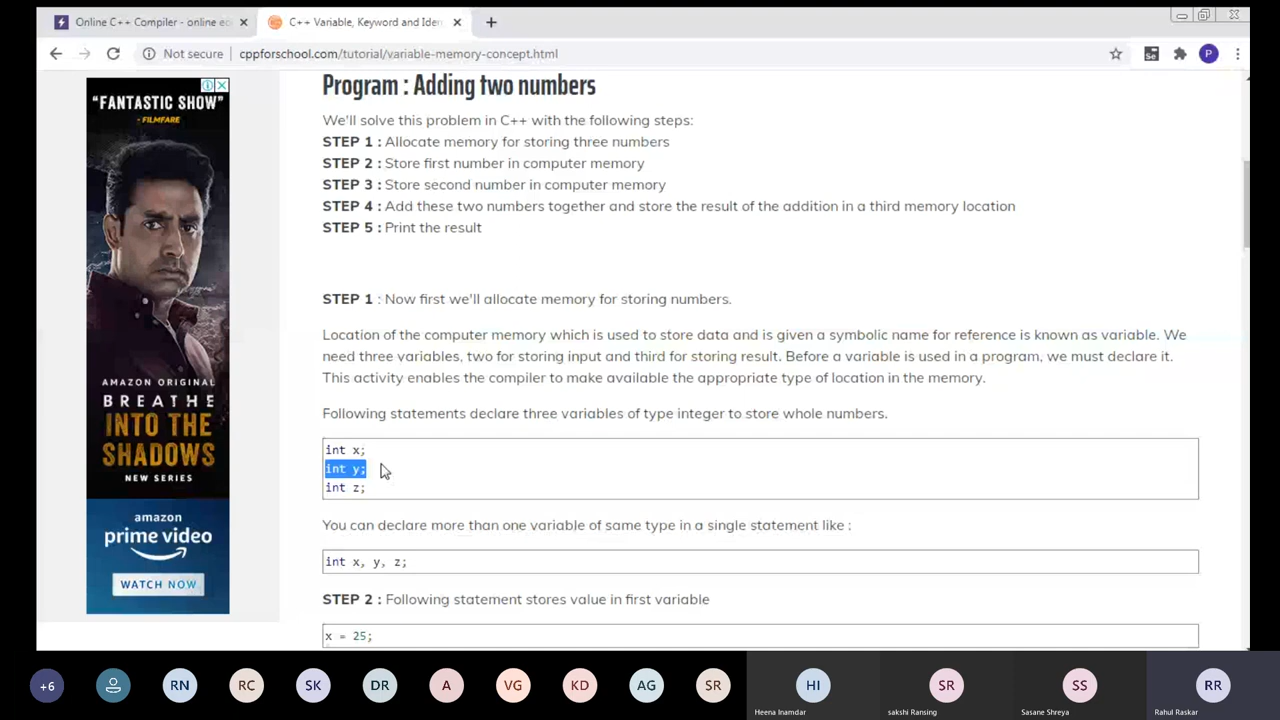 Online C++ Compiler - online ec
C++ Variable, Keyword and Iden
Not secure
cppforschool.com/tutorial/variable-memory-concept.html
Se
P
"FANTASTIC SHOW"
- FILMFARE
AMAZON ORIGINAL
BREATHE
INTO THE
SHADOWS
NEW SERIES
amazon
prime video
WATCH NOW
Program : Adding two numbers
We'll solve this problem in C++ with the following steps:
STEP 1 : Allocate memory for storing three numbers
STEP 2 : Store first number in computer memory
STEP 3 : Store second number in computer memory
STEP 4 : Add these two numbers together and store the result of the addition in a third memory location
STEP 5 : Print the result
STEP 1 : Now first we'll allocate memory for storing numbers.
Location of the computer memory which is used to store data and is given a symbolic name for reference is known as variable. We
need three variables, two for storing input and third for storing result. Before a variable is used in a program, we must declare it.
This activity enables the compiler to make available the appropriate type of location in the memory.
Following statements declare three variables of type integer to store whole numbers.
int x;
int y;
int z;
You can declare more than one variable of same type in a single statement like :
int x, y, z;
STEP 2 : Following statement stores value in first variable
x = 25;
+6
RN
RC
SK
DR
A
VG
KD
AG
SR
HI
Heena Inamdar
SR
sakshi Ransing
SS
Sasane Shreya
RR
Rahul Raskar